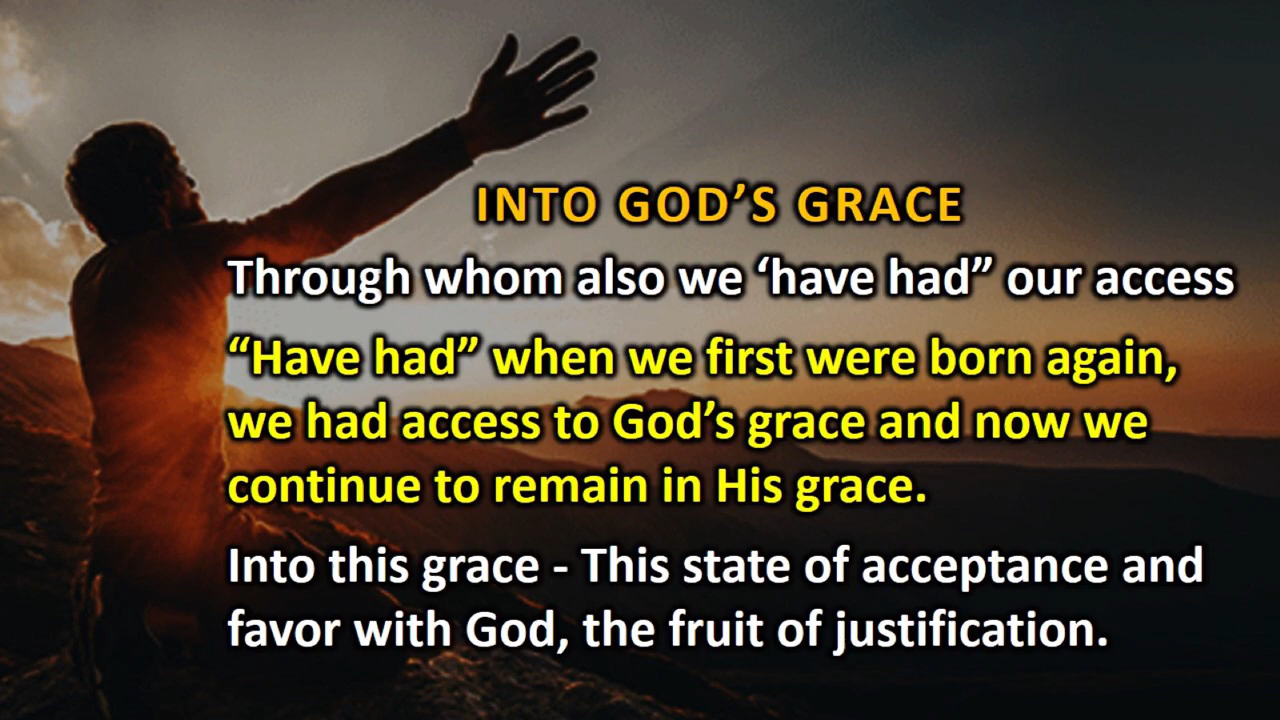 INTO GOD’S GRACE
Through whom also we ‘have had” our access
“Have had” when we first were born again,
we had access to God’s grace and now we
continue to remain in His grace.
Into this grace - This state of acceptance and
favor with God, the fruit of justification.